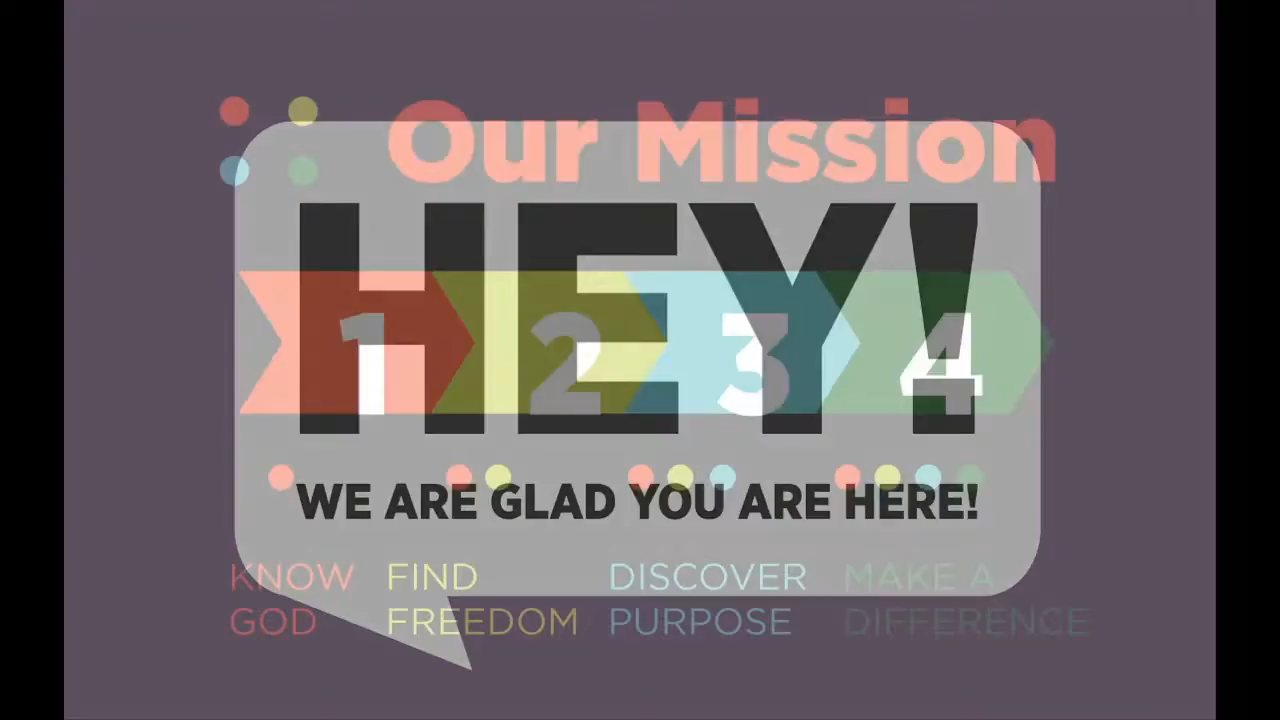 Our Mission
HEY!
1 2 3 4
WE ARE GLAD YOU ARE HERE!
KNOW FIND DISCOVER MAKE A
GOD FREEDOM PURPOSE DIFFERENCE